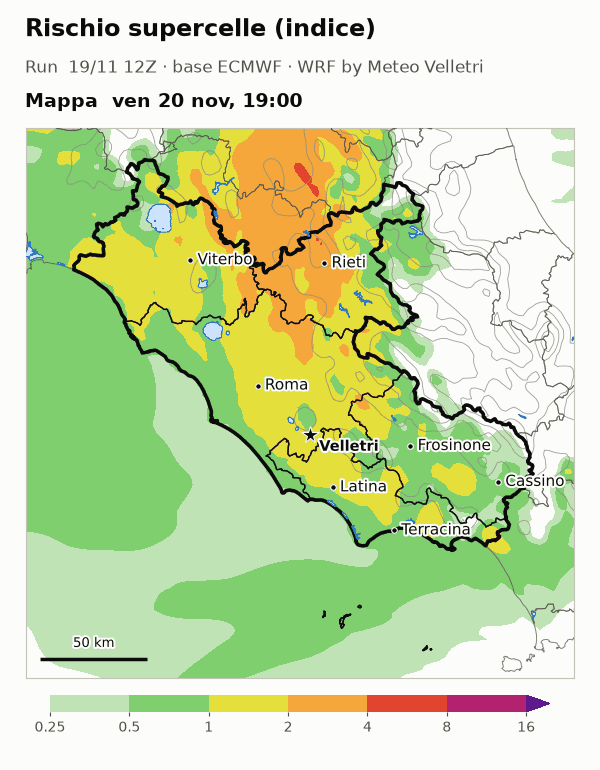 Rischio supercelle (indice)
Run  19/11 12Z · base ECMWF · WRF by Meteo Velletri
Mappa  ven 20 nov, 19:00
Viterbo
Rieti
Roma
Velletri
Frosinone
Cassino
Latina
Terracina
50 km
0.25 0.5 1 2 4 8 16